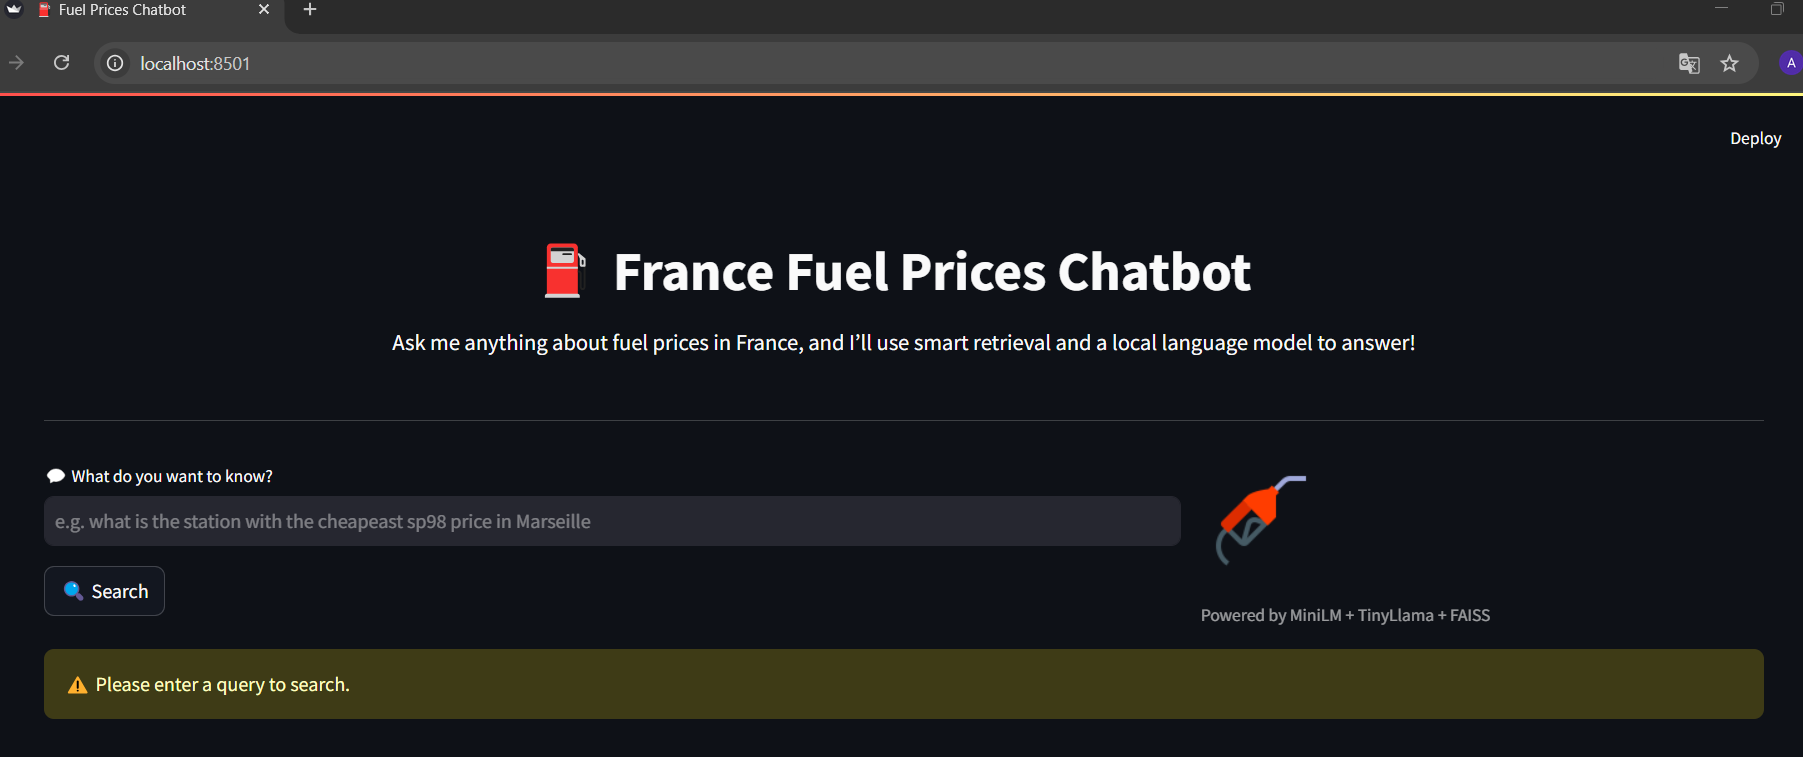 Fuel Prices Chatbot
localhost:8501
A
Deploy
France Fuel Prices Chatbot
Ask me anything about fuel prices in France, and I’ll use smart retrieval and a local language model to answer!
What do you want to know?
e.g. what is the station with the cheapeast sp98 price in Marseille
Search
Powered by MiniLM + TinyLlama + FAISS
Please enter a query to search.